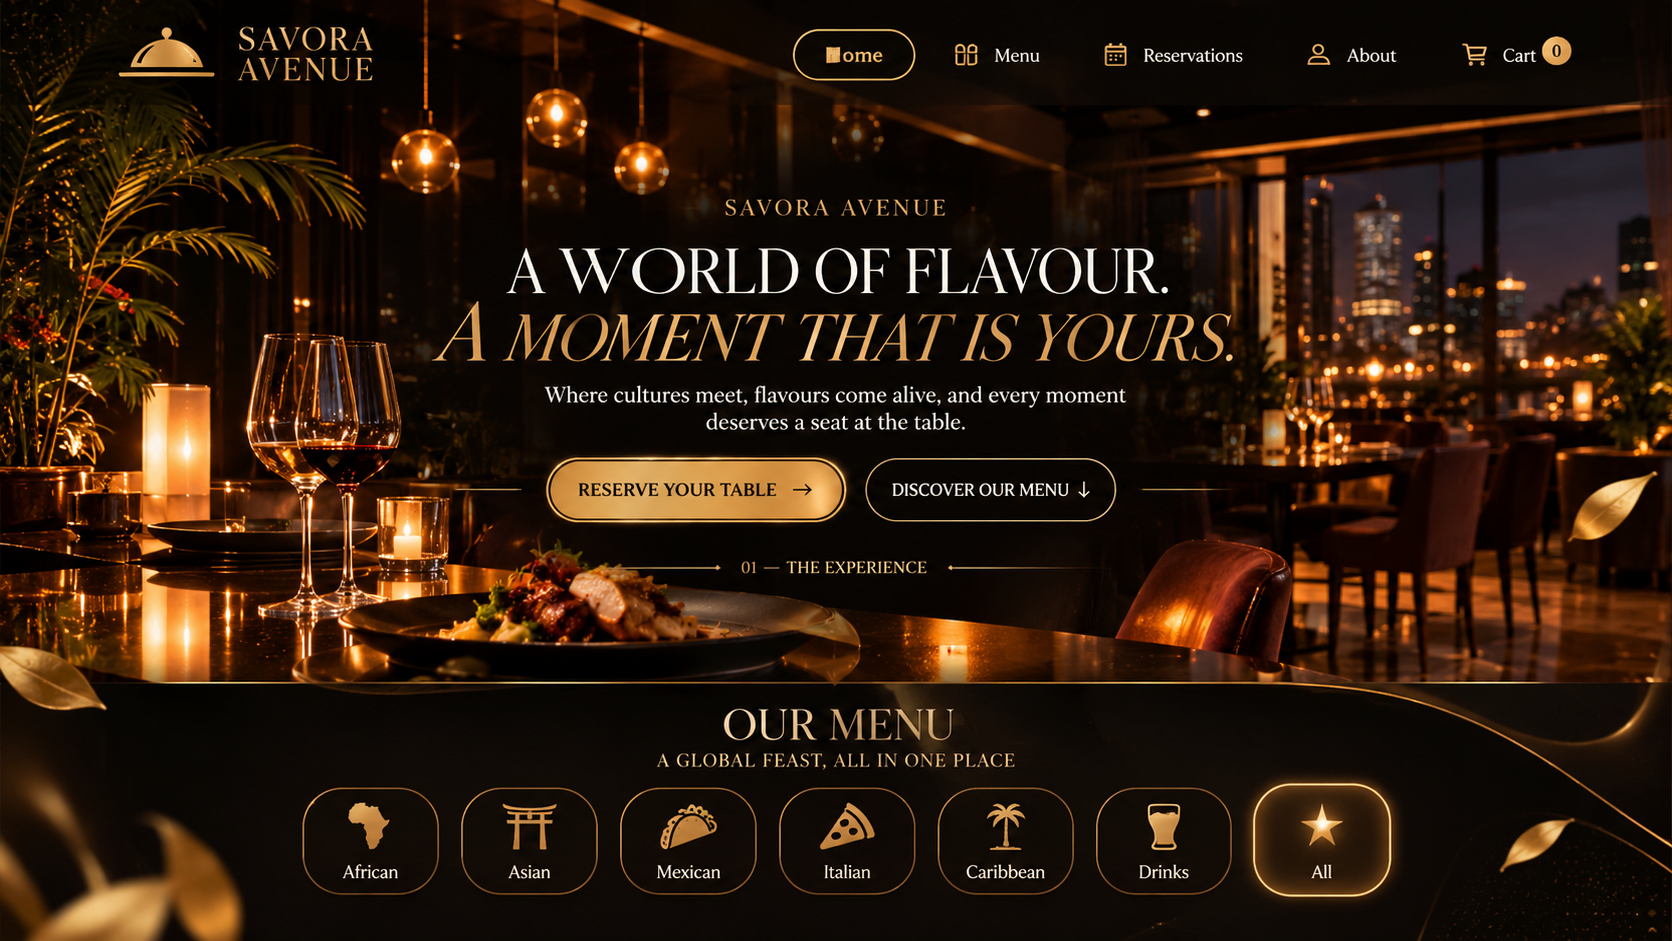 SAVORA
AVENUE
ome
Menu
Reservations
About
Cart 0
SAVORA AVENUE
A WORLD OF FLAVOUR.
A MOMENT THAT IS YOURS.
Where cultures meet, flavours come alive, and every moment
deserves a seat at the table.
RESERVE YOUR TABLE →
DISCOVER OUR MENU ↓
01 — THE EXPERIENCE
OUR MENU
A GLOBAL FEAST, ALL IN ONE PLACE
African
Asian
Mexican
Italian
Caribbean
Drinks
All